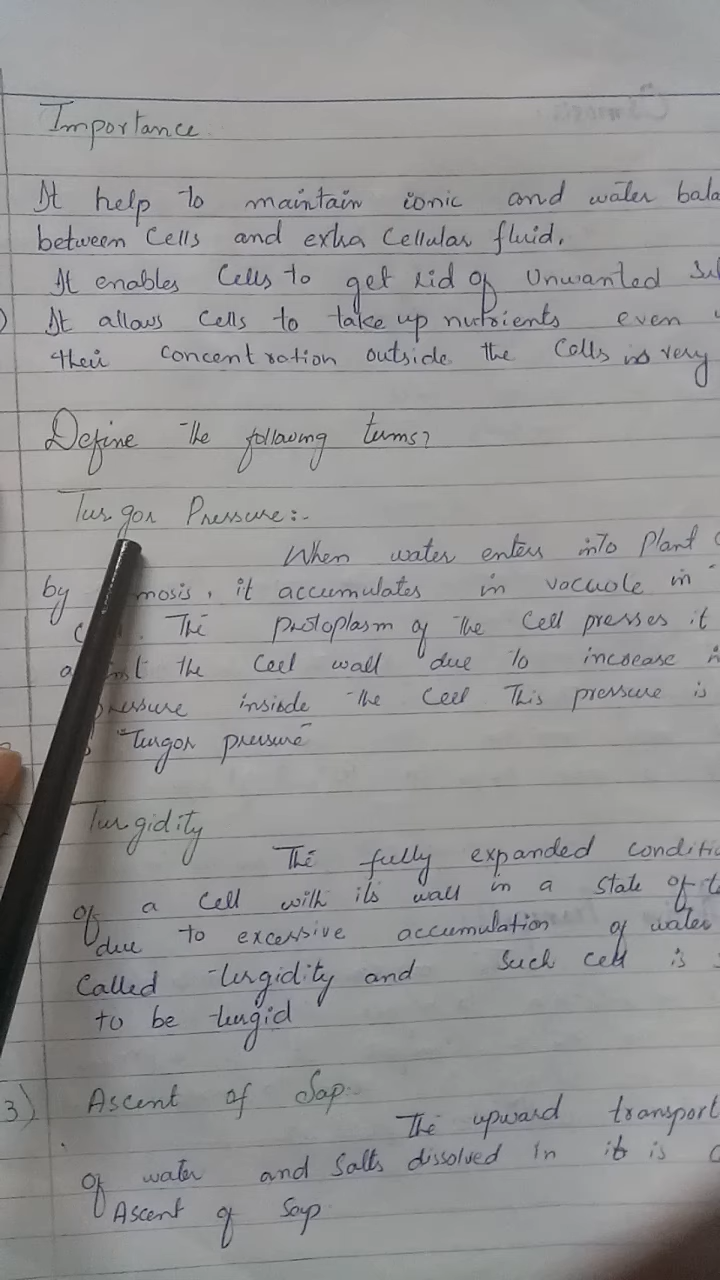 Importance
It help to maintain ionic and water bala
between Cells and extra Cellular fluid.
It enables Cells to get rid of Unwanted Su
) It allows Cells to take up nutrients even
their concentration outside the Cells is very
Define the following terms?
Turgor Pressure:-
When water enters into Plant
by mosis, it accumulates in vacuole in
The protoplasm of the Cell presses it
the Cell wall due to increase in
pressure inside the Cell This pressure is
"Turgor pressure"
Turgidity
The fully expanded conditi
of a Cell with its wall in a State of te
due to excessive accumulation of water
Called turgidity and Such cell is s
to be turgid
3) Ascent of Sap.
The upward transport
of water and Salts dissolved in it is c
Ascent of Sap